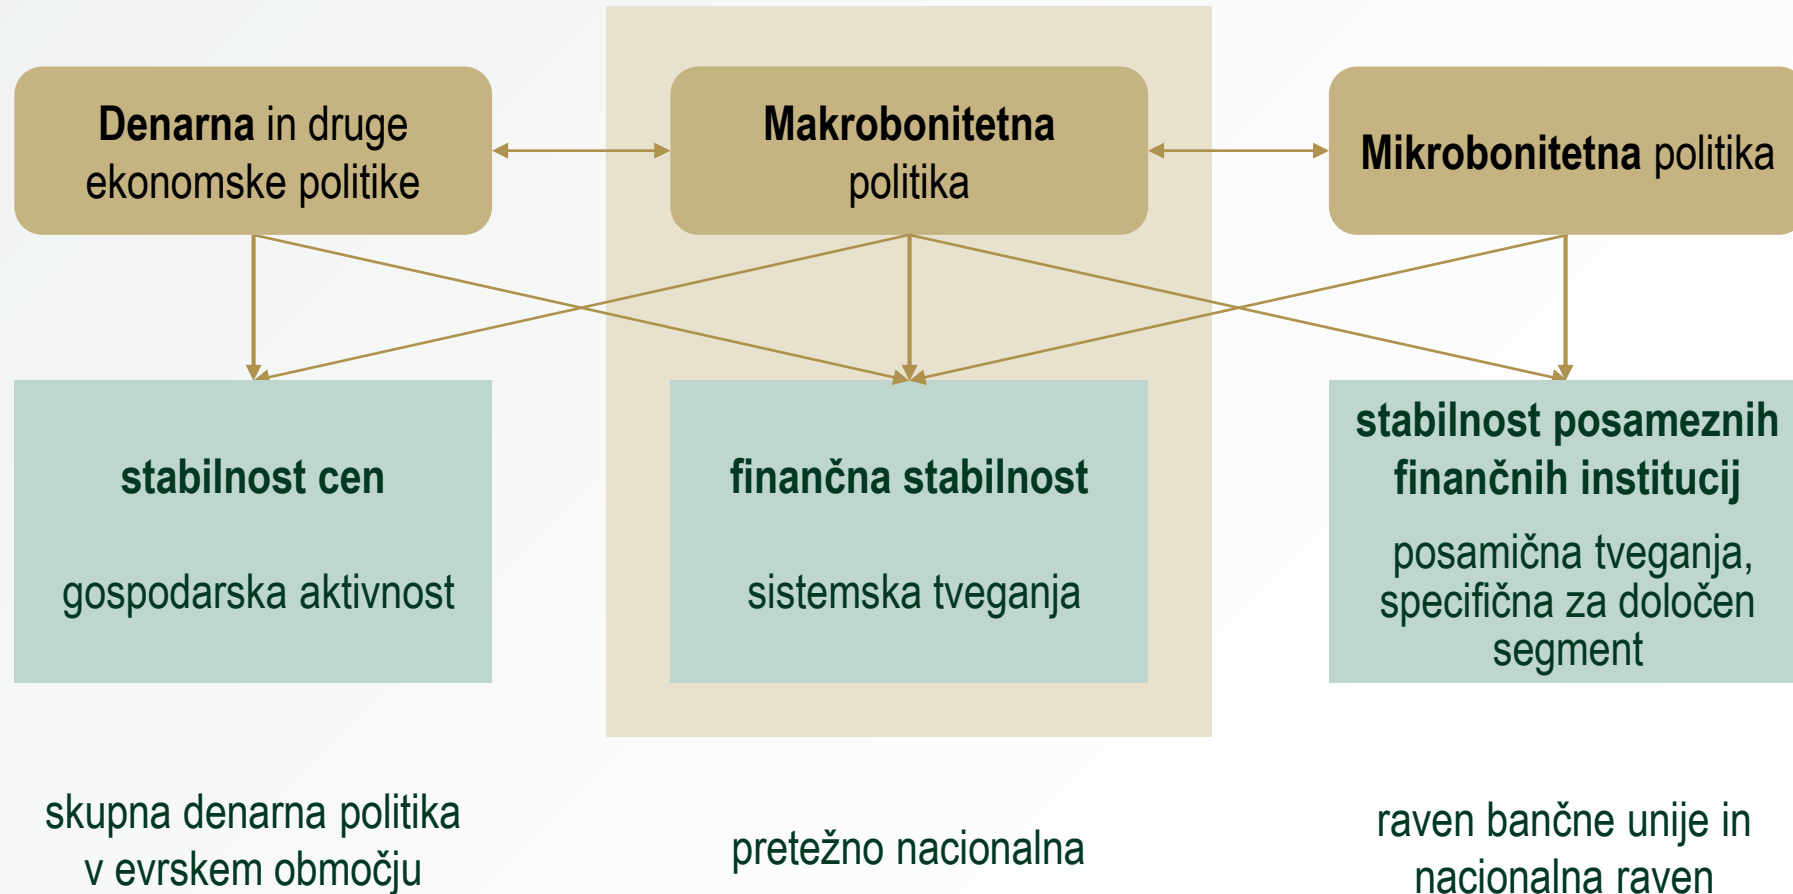 Denarna in druge
ekonomske politike
Makrobonitetna
politika
Mikrobonitetna politika
stabilnost cen
gospodarska aktivnost
finančna stabilnost
sistemska tveganja
stabilnost posameznih
finančnih institucij
posamična tveganja,
specifična za določen
segment
skupna denarna politika
v evrskem območju
pretežno nacionalna
raven bančne unije in
nacionalna raven